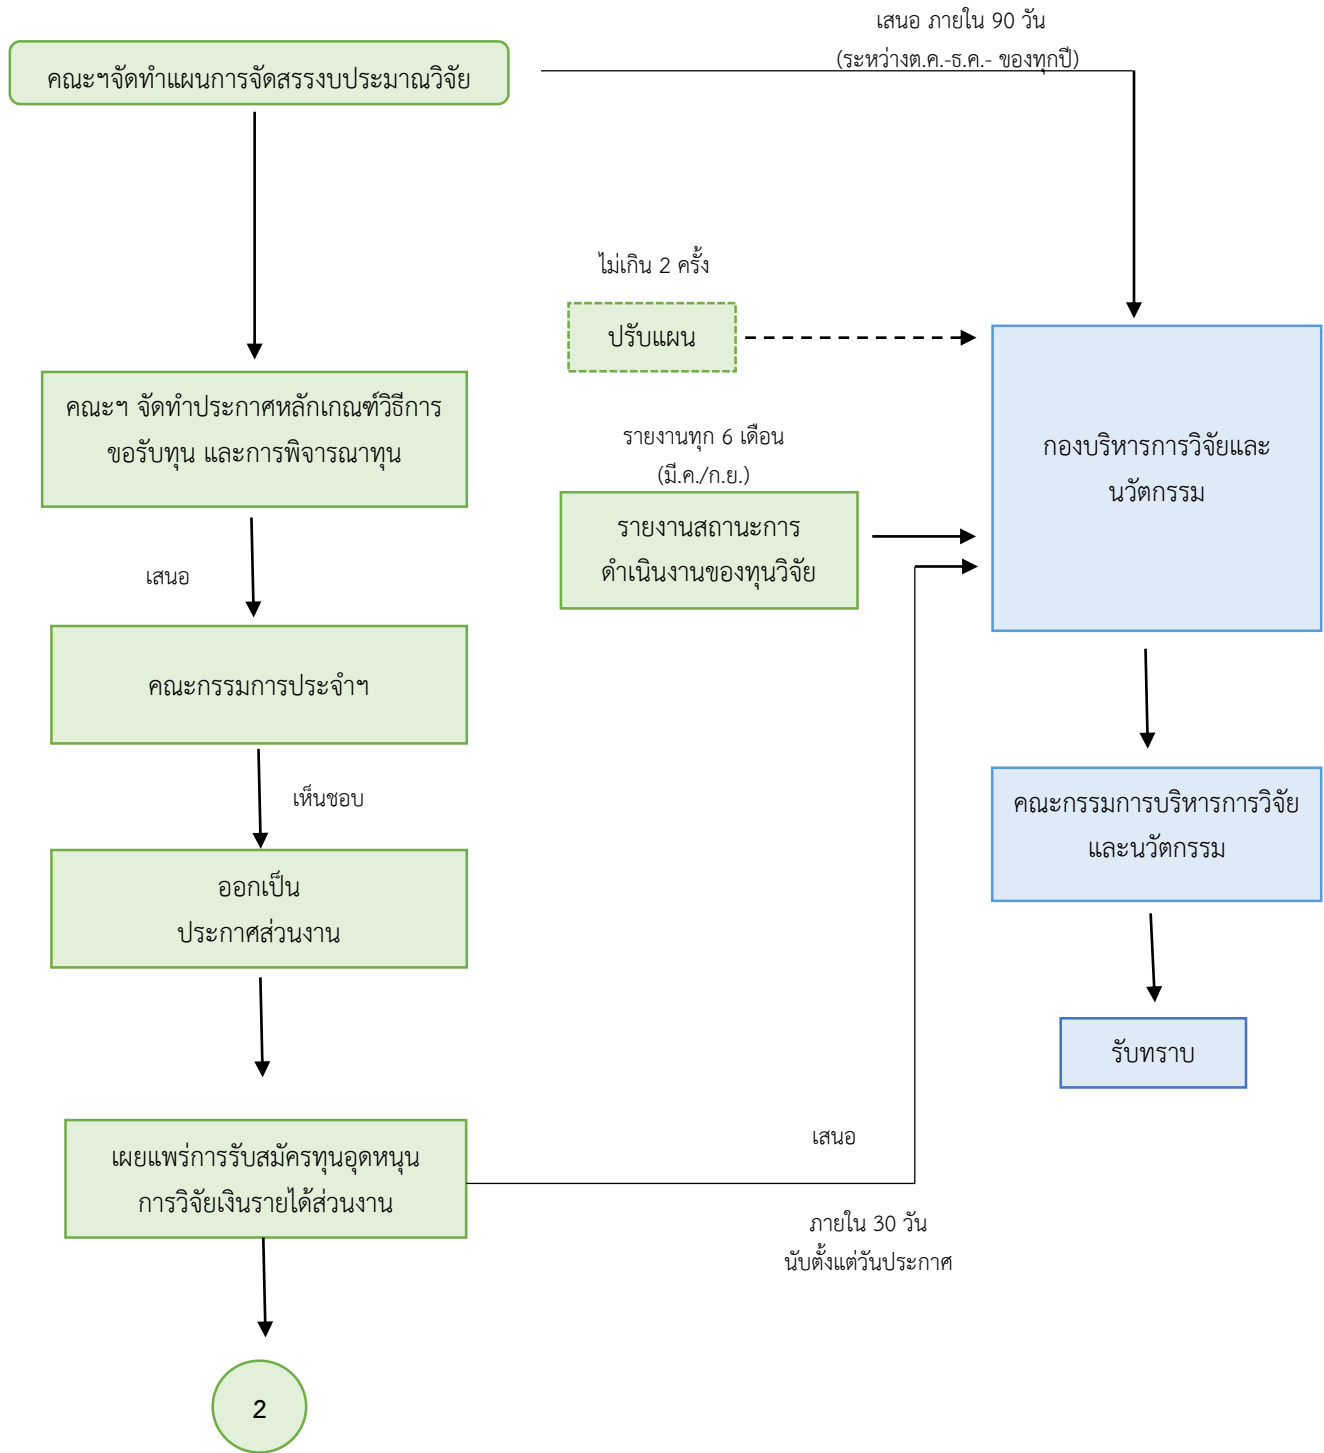 เสนอ ภายใน 90 วัน
(ระหว่างต.ค.-ธ.ค.- ของทุกปี)
คณะฯจัดทำแผนการจัดสรรงบประมาณวิจัย
ไม่เกิน 2 ครั้ง
ปรับแผน
คณะฯ จัดทำประกาศหลักเกณฑ์วิธีการ
ขอรับทุน และการพิจารณาทุน
รายงานทุก 6 เดือน
(มี.ค./ก.ย.)
รายงานสถานะการ
ดำเนินงานของทุนวิจัย
กองบริหารการวิจัยและ
นวัตกรรม
เสนอ
คณะกรรมการประจำฯ
เห็นชอบ
คณะกรรมการบริหารการวิจัย
และนวัตกรรม
ออกเป็น
ประกาศส่วนงาน
รับทราบ
เผยแพร่การรับสมัครทุนอุดหนุน
การวิจัยเงินรายได้ส่วนงาน
เสนอ
ภายใน 30 วัน
นับตั้งแต่วันประกาศ
2